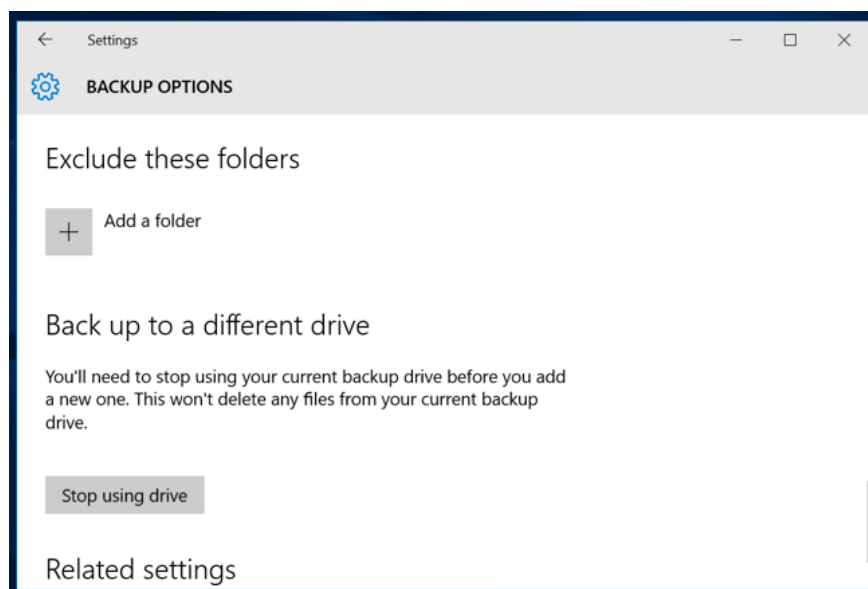 Settings
BACKUP OPTIONS
Exclude these folders
Add a folder
Back up to a different drive
You'll need to stop using your current backup drive before you add
a new one. This won't delete any files from your current backup
drive.
Stop using drive
Related settings